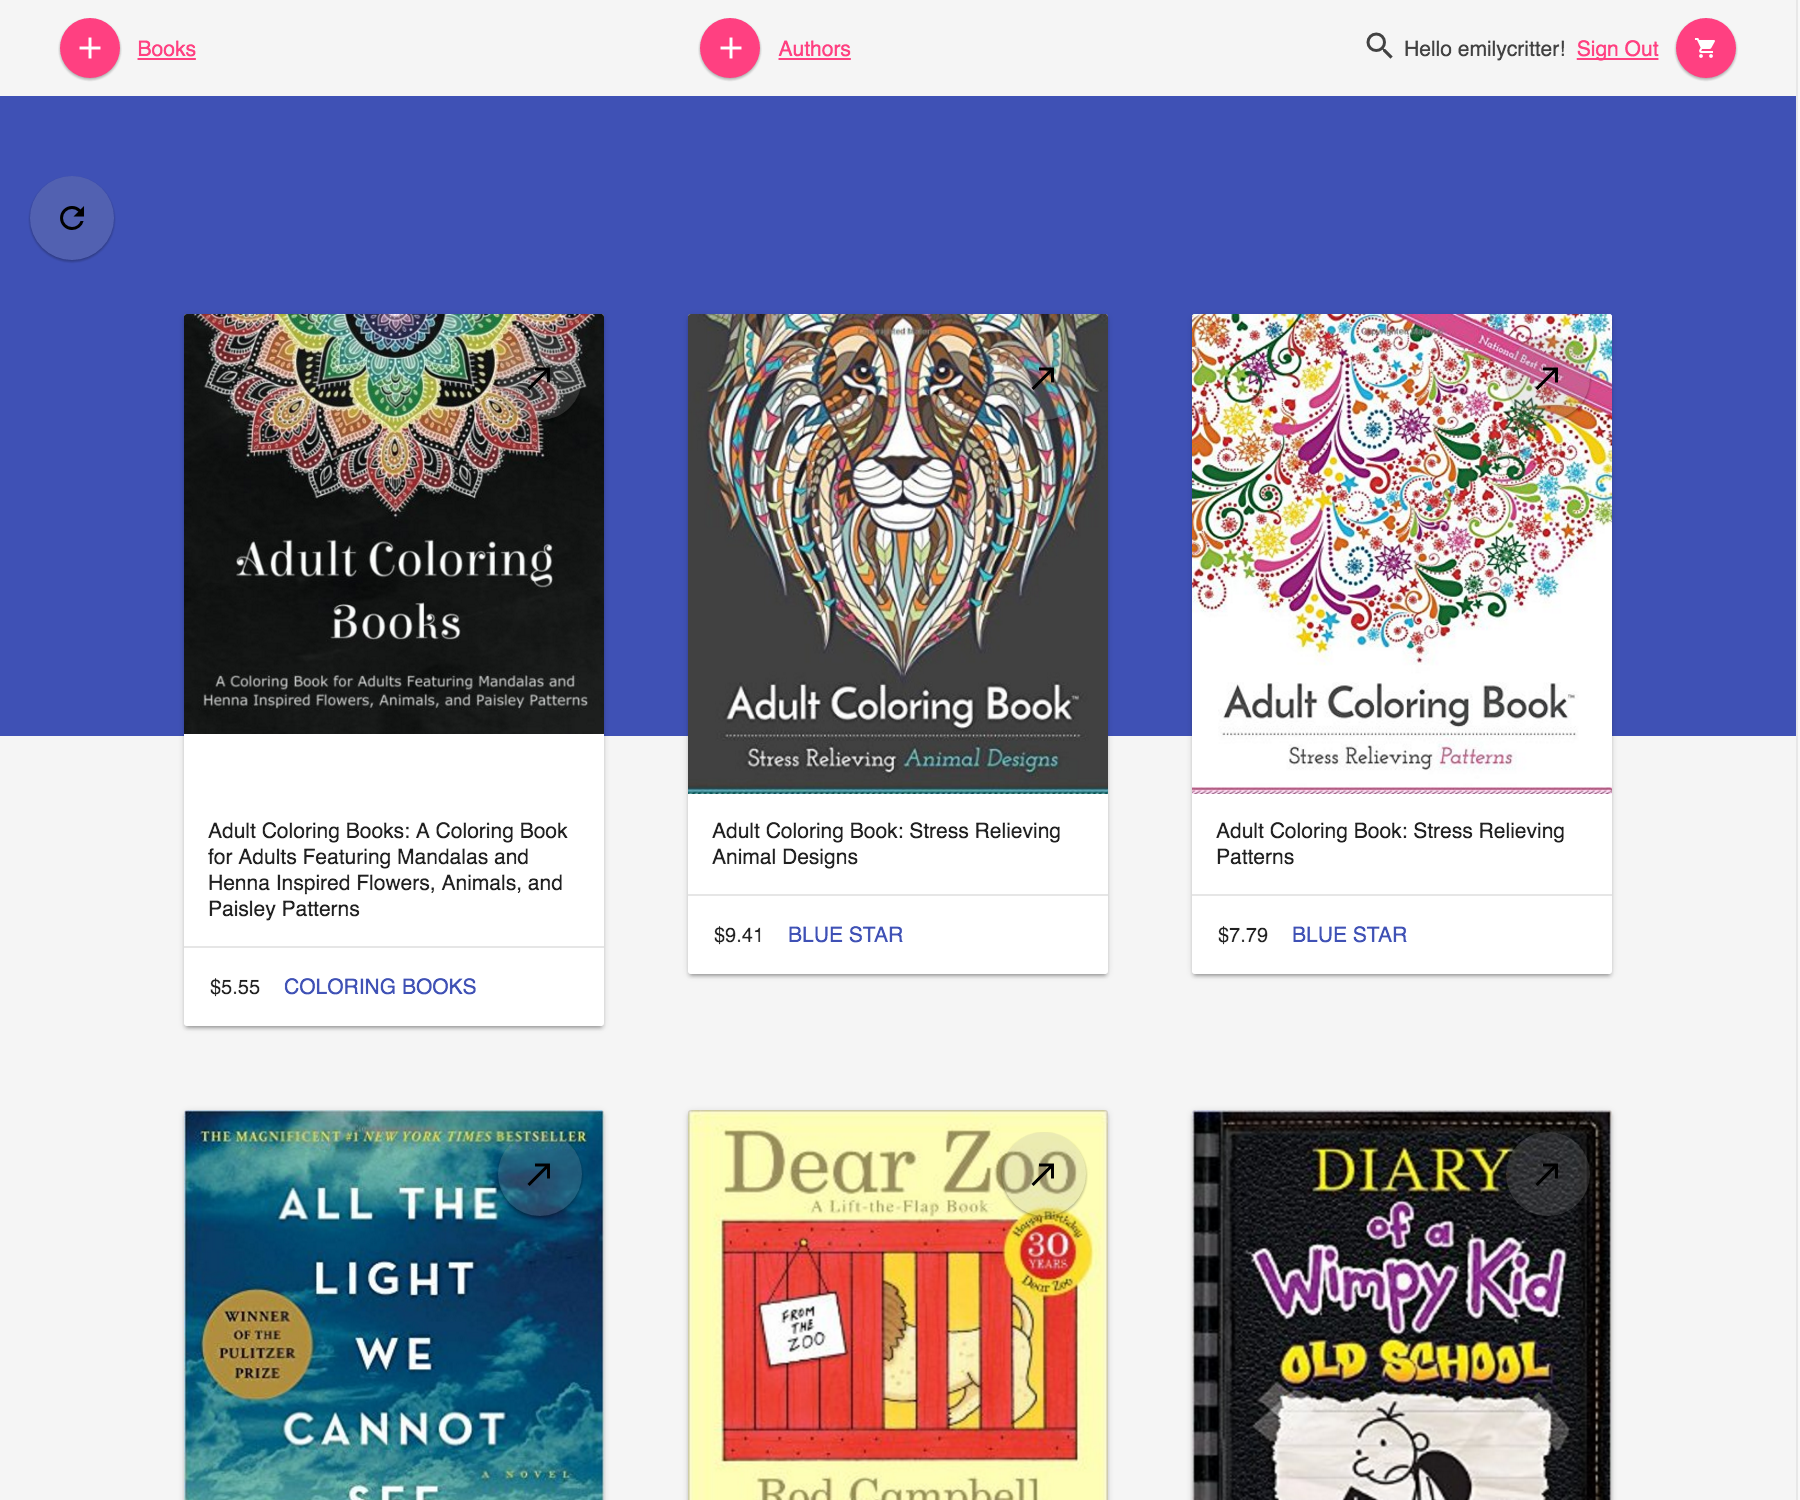 Books
Authors
Hello emilycritter! Sign Out
Adult Coloring
Books
A Coloring Book for Adults Featuring Mandalas and
Henna Inspired Flowers, Animals, and Paisley Patterns
Adult Coloring Book™
Stress Relieving Animal Designs
National Best
Adult Coloring Book™
Stress Relieving Patterns
Adult Coloring Books: A Coloring Book
for Adults Featuring Mandalas and
Henna Inspired Flowers, Animals, and
Paisley Patterns
$5.55 COLORING BOOKS
Adult Coloring Book: Stress Relieving
Animal Designs
$9.41 BLUE STAR
Adult Coloring Book: Stress Relieving
Patterns
$7.79 BLUE STAR
THE MAGNIFICENT #1 NEW YORK TIMES BESTSELLER
ALL THE
LIGHT
WE
CANNOT
SEE
A NOVEL
WINNER
OF THE
PULITZER
PRIZE
Dear Zoo
A Lift-the-Flap Book
Happy Birthday
30
YEARS
Dear Zoo
FROM
THE
ZOO
Rod Campbell
DIARY
of a
Wimpy Kid
OLD SCHOOL